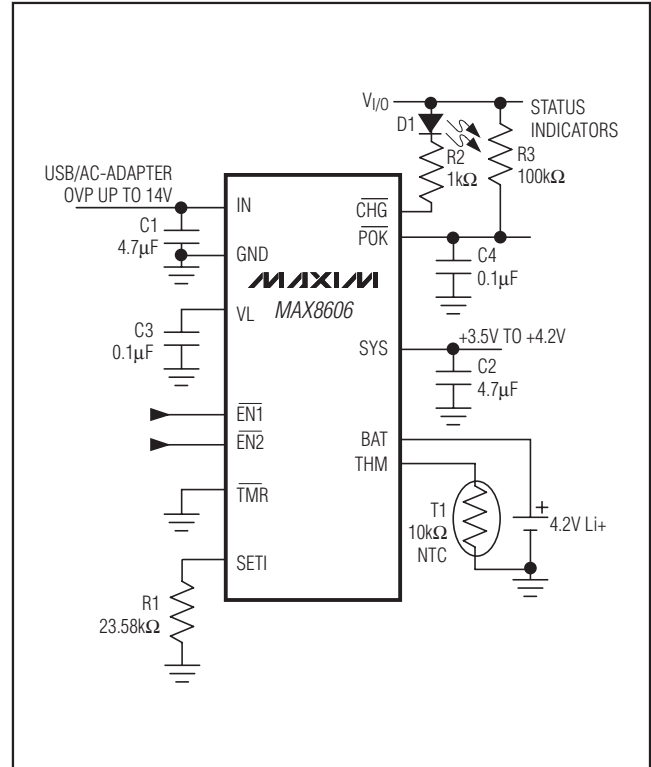 VI/O
STATUS
INDICATORS
D1
R2
1kΩ
R3
100kΩ
USB/AC-ADAPTER
OVP UP TO 14V
IN
C1
4.7µF
GND
CHG
POK
C4
0.1µF
MAXIM
MAX8606
VL
C3
0.1µF
SYS
+3.5V TO +4.2V
C2
4.7µF
EN1
EN2
BAT
THM
TMR
T1
10kΩ
NTC
+
4.2V Li+
SETI
R1
23.58kΩ